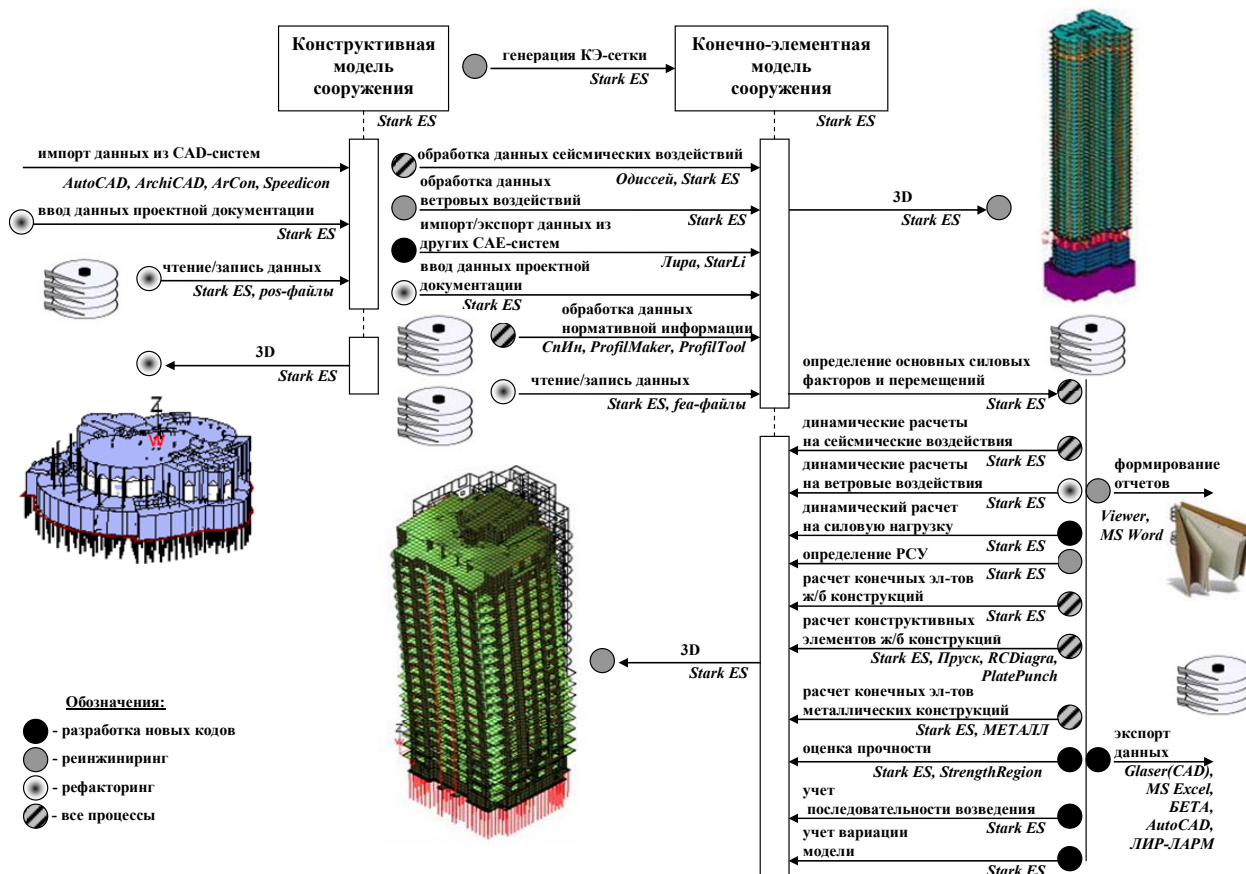 Конструктивная
модель
сооружения
Stark ES
генерация КЭ-сетки
Stark ES
Конечно-элементная
модель
сооружения
Stark ES
импорт данных из CAD-систем
AutoCAD, ArchiCAD, ArCon, Speedicon
ввод данных проектной документации
Stark ES
чтение/запись данных
Stark ES, pos-файлы
3D
Stark ES
обработка данных сейсмических воздействий
Одиссей, Stark ES
обработка данных
ветровых воздействий
Stark ES
импорт/экспорт данных из
других CAE-систем
Лира, StarLi
ввод данных проектной
документации
Stark ES
обработка данных
нормативной информации
СпИн, ProfilMaker, ProfilTool
чтение/запись данных
Stark ES, fea-файлы
3D
Stark ES
определение основных силовых
факторов и перемещений
Stark ES
динамические расчеты
на сейсмические воздействия
Stark ES
динамические расчеты
на ветровые воздействия
Stark ES
динамический расчет
на силовую нагрузку
Stark ES
определение РСУ
Stark ES
расчет конечных эл-тов
ж/б конструкций
Stark ES
расчет конструктивных
элементов ж/б конструкций
Stark ES, Пруск, RCDiagra,
PlatePunch
расчет конечных эл-тов
металлических конструкций
Stark ES, МЕТАЛЛ
оценка прочности
Stark ES, StrengthRegion
учет
последовательности возведения
Stark ES
учет вариации
модели
Stark ES
формирование
отчетов
Viewer,
MS Word
экспорт
данных
Glaser(CAD),
MS Excel,
БЕТА,
AutoCAD,
ЛИР-ЛАРМ
3D
Stark ES
Z
W
Z
W
Обозначения:
- разработка новых кодов
- реинжиниринг
- рефакторинг
- все процессы